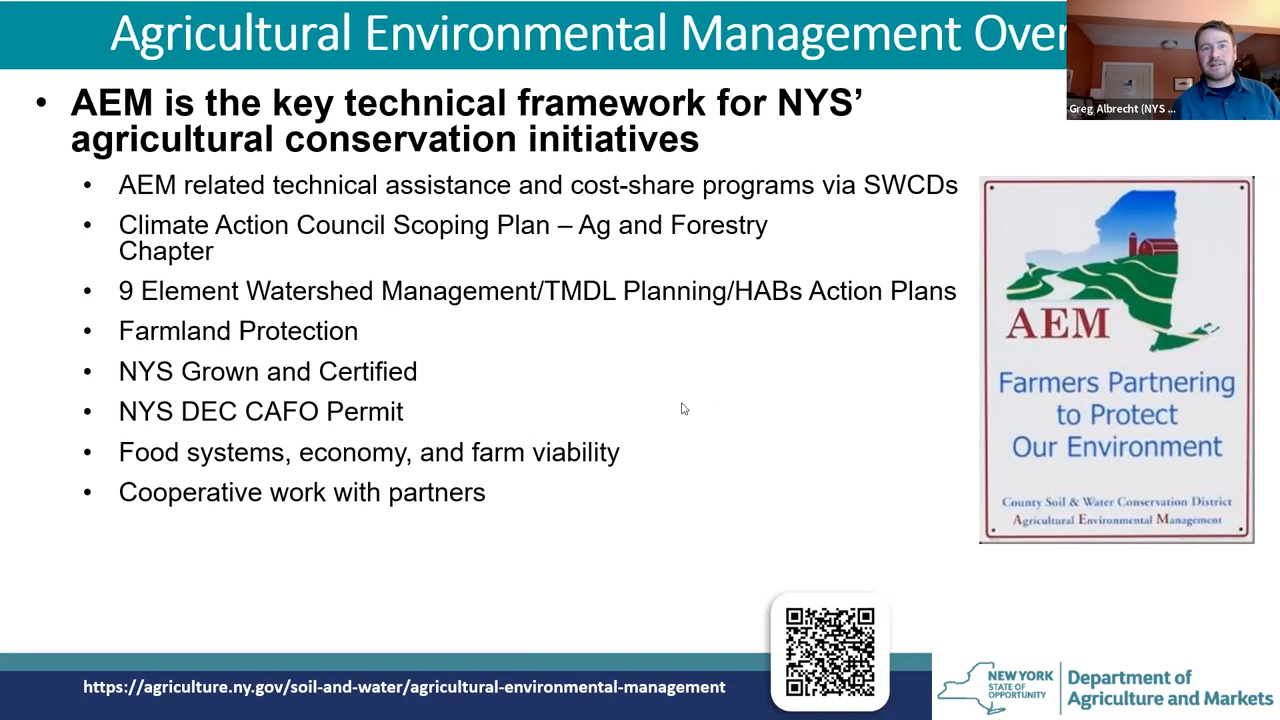 Agricultural Environmental Management Over
Greg Albrecht (NYS ...
• AEM is the key technical framework for NYS’
agricultural conservation initiatives
• AEM related technical assistance and cost-share programs via SWCDs
• Climate Action Council Scoping Plan – Ag and Forestry
Chapter
• 9 Element Watershed Management/TMDL Planning/HABs Action Plans
• Farmland Protection
• NYS Grown and Certified
• NYS DEC CAFO Permit
• Food systems, economy, and farm viability
• Cooperative work with partners
AEM
Farmers Partnering
to Protect
Our Environment
County Soil & Water Conservation District
Agricultural Environmental Management
https://agriculture.ny.gov/soil-and-water/agricultural-environmental-management
NEW YORK
STATE OF
OPPORTUNITY
Department of
Agriculture and Markets